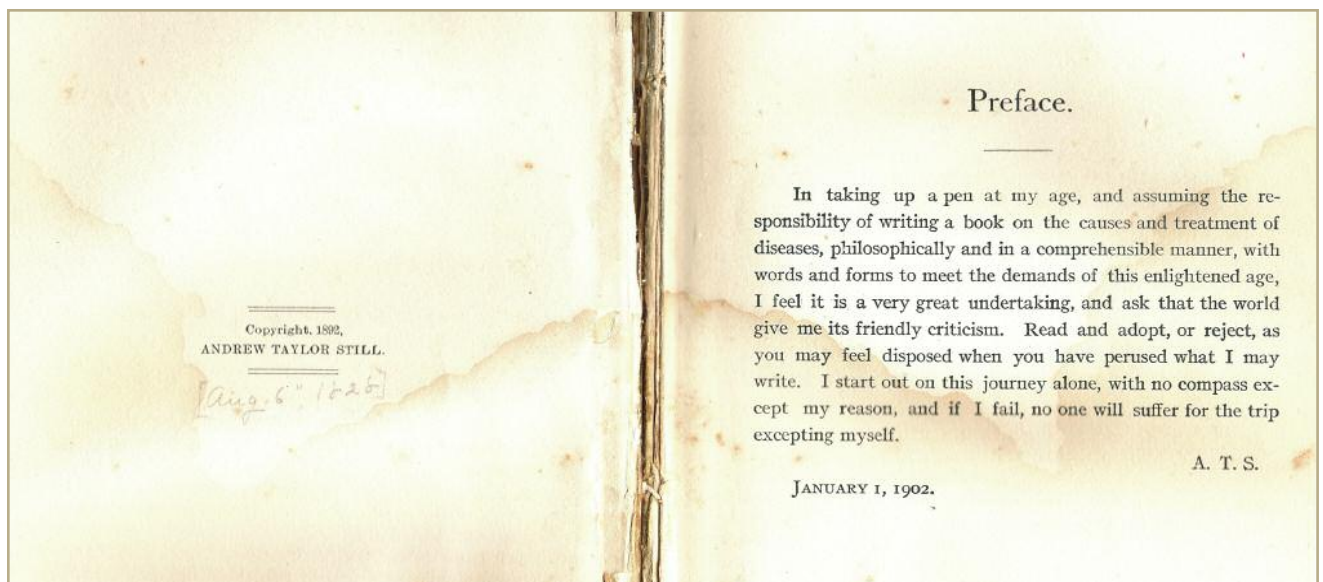 Copyright, 1892,
ANDREW TAYLOR STILL.
[Aug. 6" 1828]
Preface.
In taking up a pen at my age, and assuming the re-
sponsibility of writing a book on the causes and treatment of
diseases, philosophically and in a comprehensible manner, with
words and forms to meet the demands of this enlightened age,
I feel it is a very great undertaking, and ask that the world
give me its friendly criticism. Read and adopt, or reject, as
you may feel disposed when you have perused what I may
write. I start out on this journey alone, with no compass ex-
cept my reason, and if I fail, no one will suffer for the trip
excepting myself.
A. T. S.
JANUARY 1, 1902.